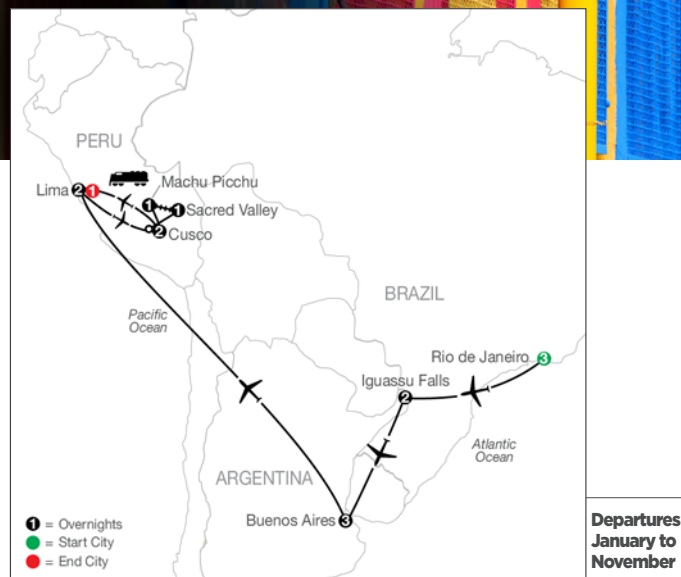 PERU
Machu Picchu
Lima 2 1
1 1 Sacred Valley
2 Cusco
BRAZIL
Pacific
Ocean
Rio de Janeiro 3
Iguassu Falls
2
Atlantic
Ocean
ARGENTINA
Buenos Aires 3
1 = Overnights
= Start City
= End City
Departures
January to
November